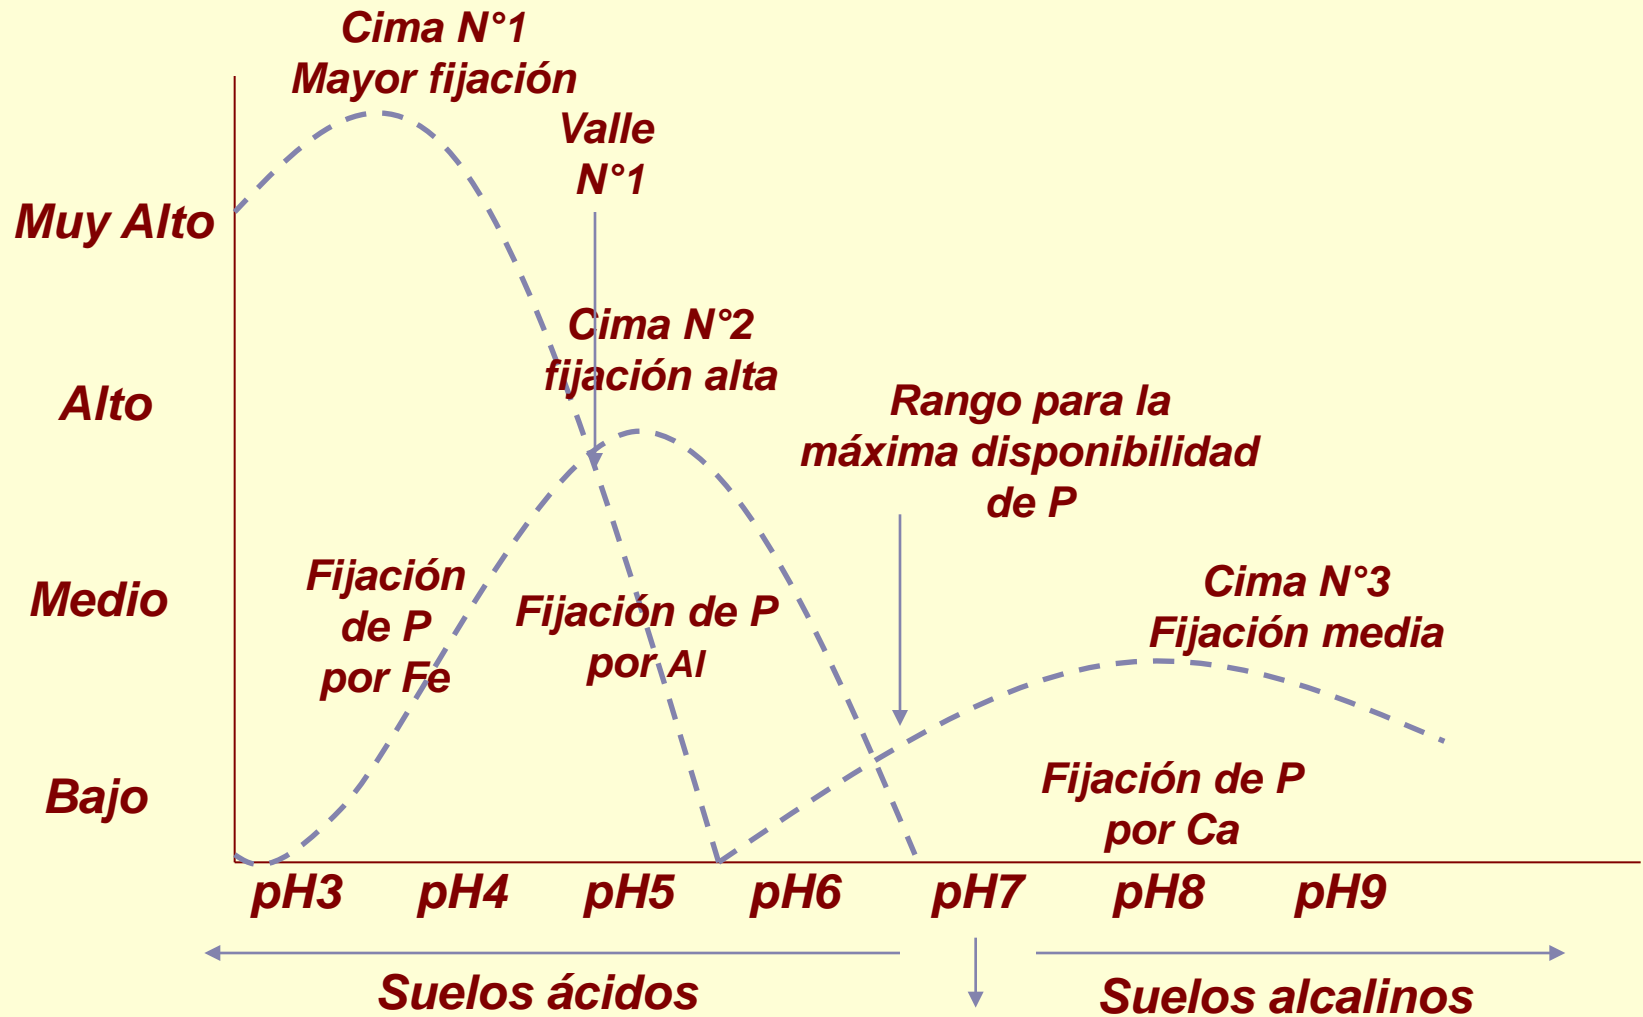 Cima N°1
Mayor fijación
Valle
N°1
Muy Alto
Cima N°2
fijación alta
Alto
Rango para la
máxima disponibilidad
de P
Fijación
de P
por Fe
Medio
Fijación de P
por Al
Cima N°3
Fijación media
Bajo
Fijación de P
por Ca
pH3 pH4 pH5 pH6 pH7 pH8 pH9
Suelos ácidos
Suelos alcalinos